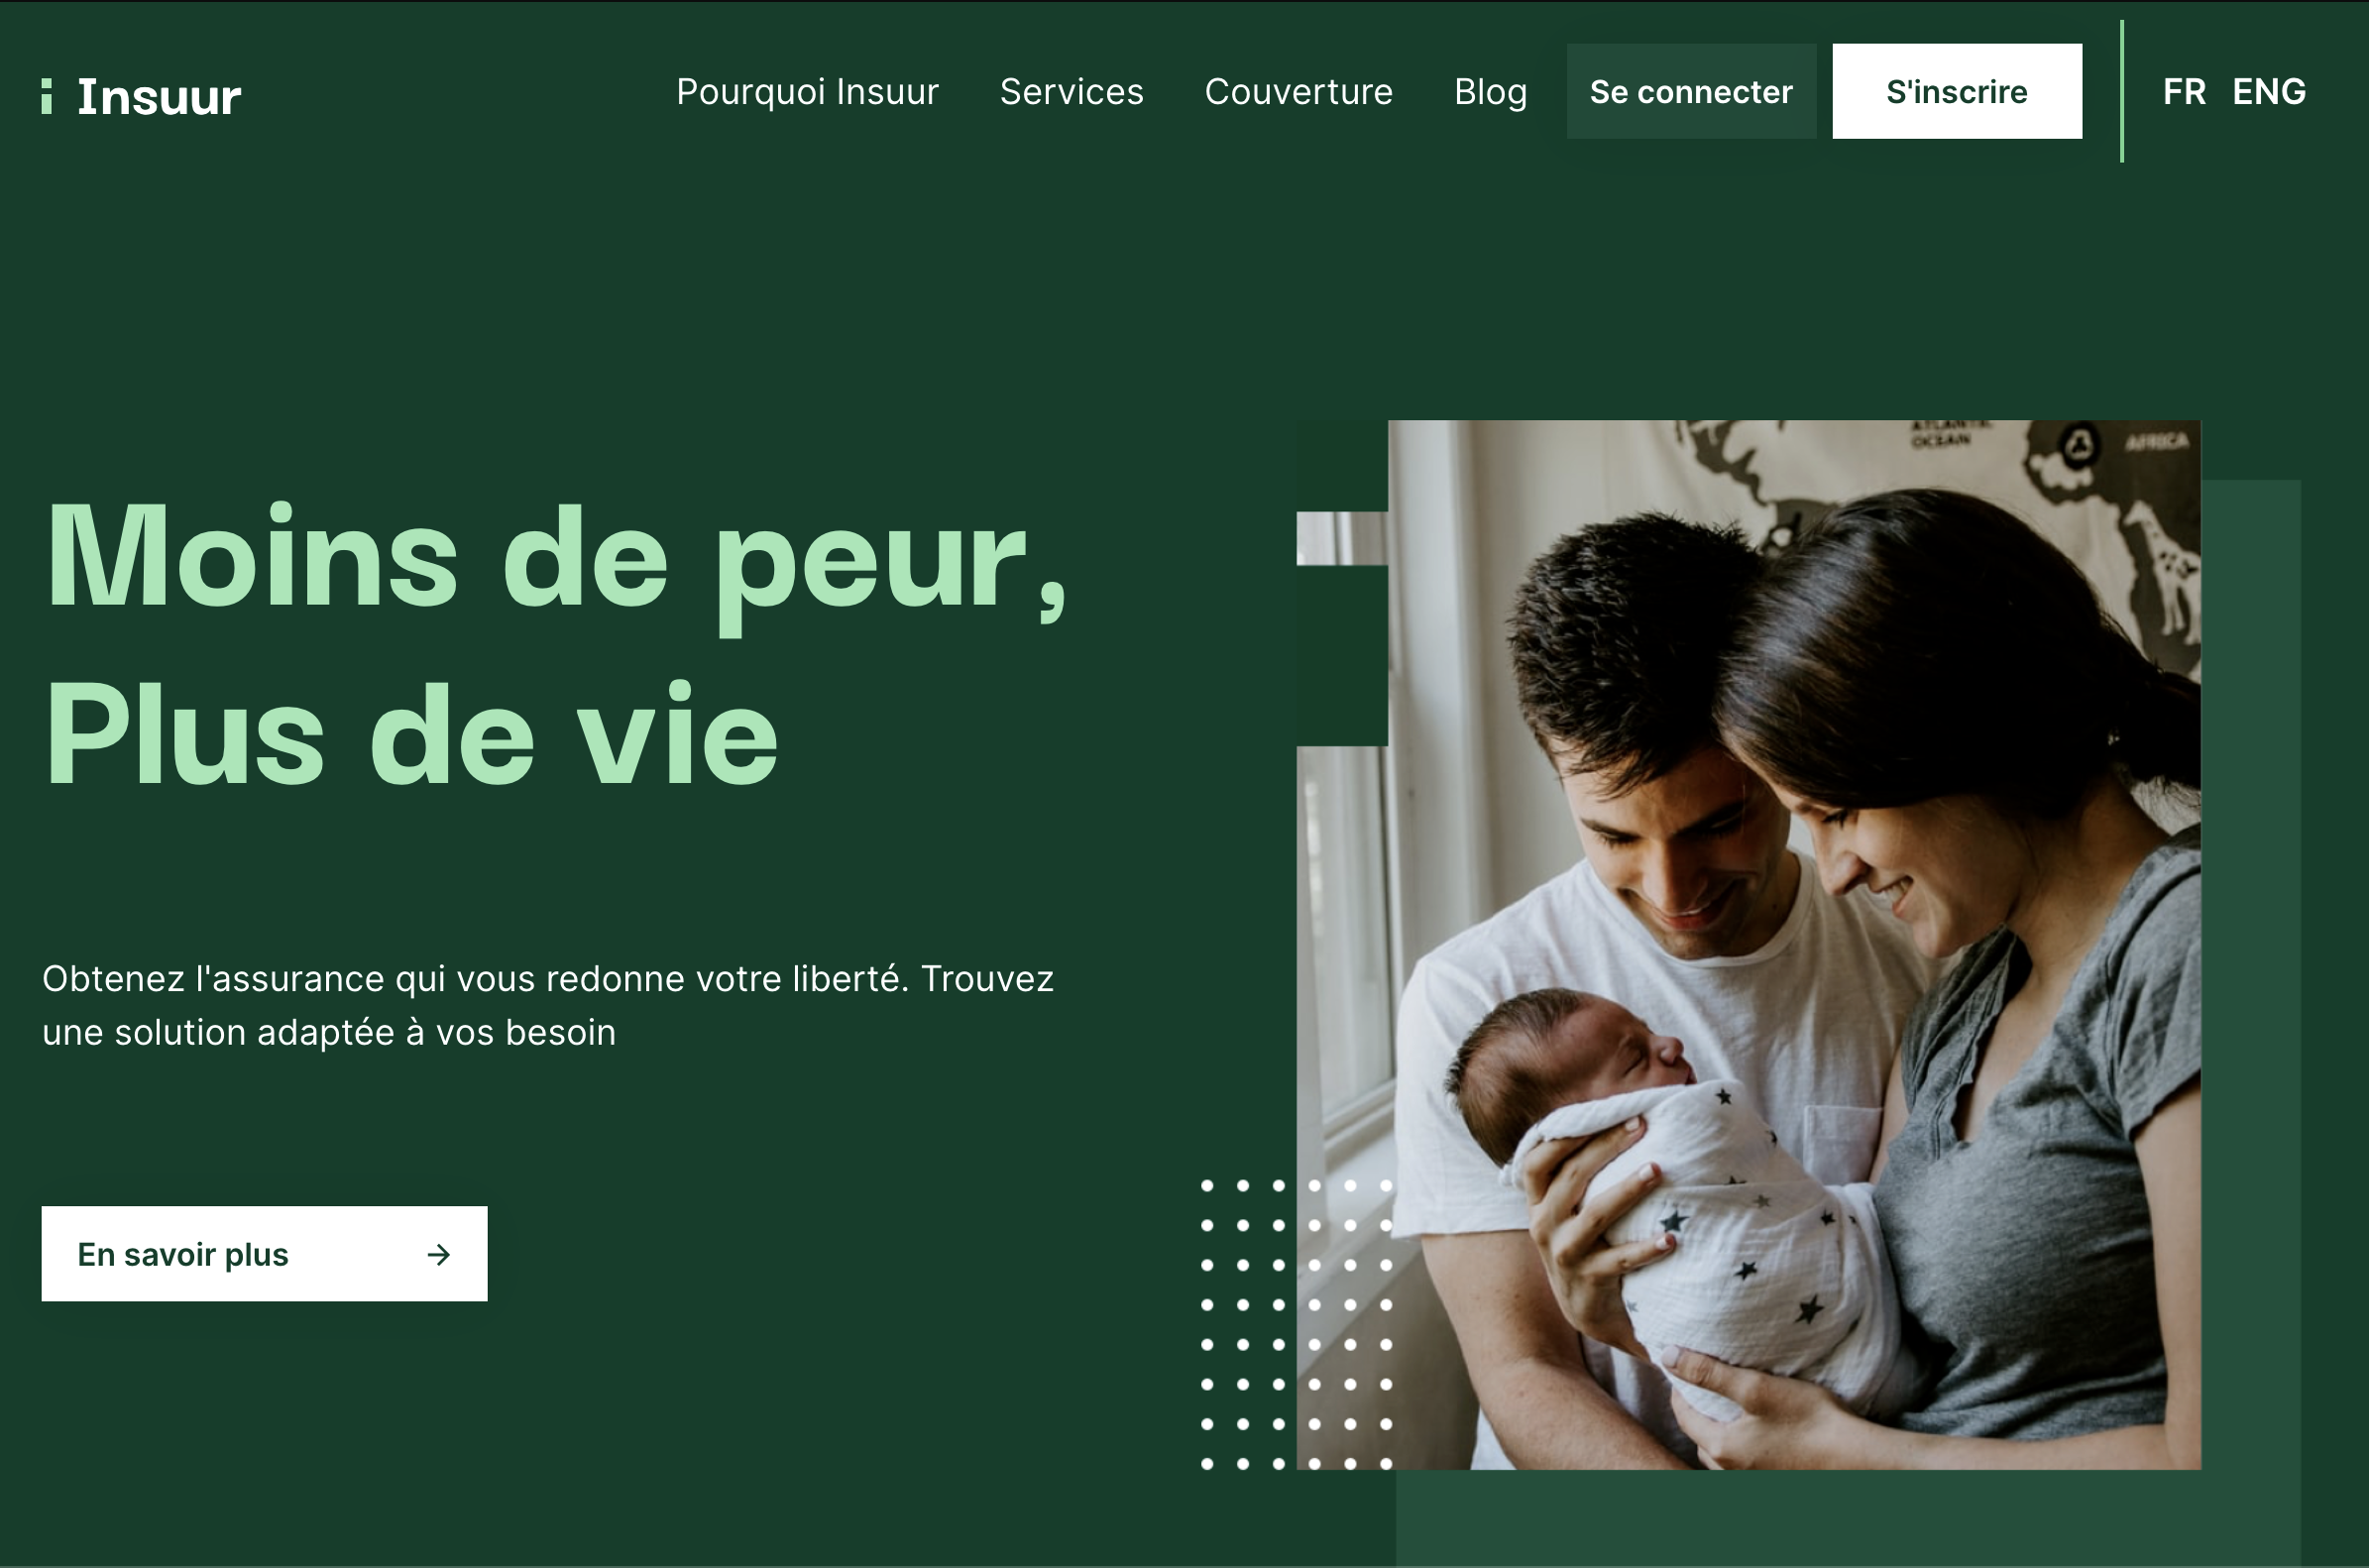 Insuur
Pourquoi Insuur Services Couverture Blog Se connecter S'inscrire FR ENG
ATLANTIC
OCEAN
AFRICA
Moins de peur,
Plus de vie
Obtenez l'assurance qui vous redonne votre liberté. Trouvez
une solution adaptée à vos besoin
En savoir plus →